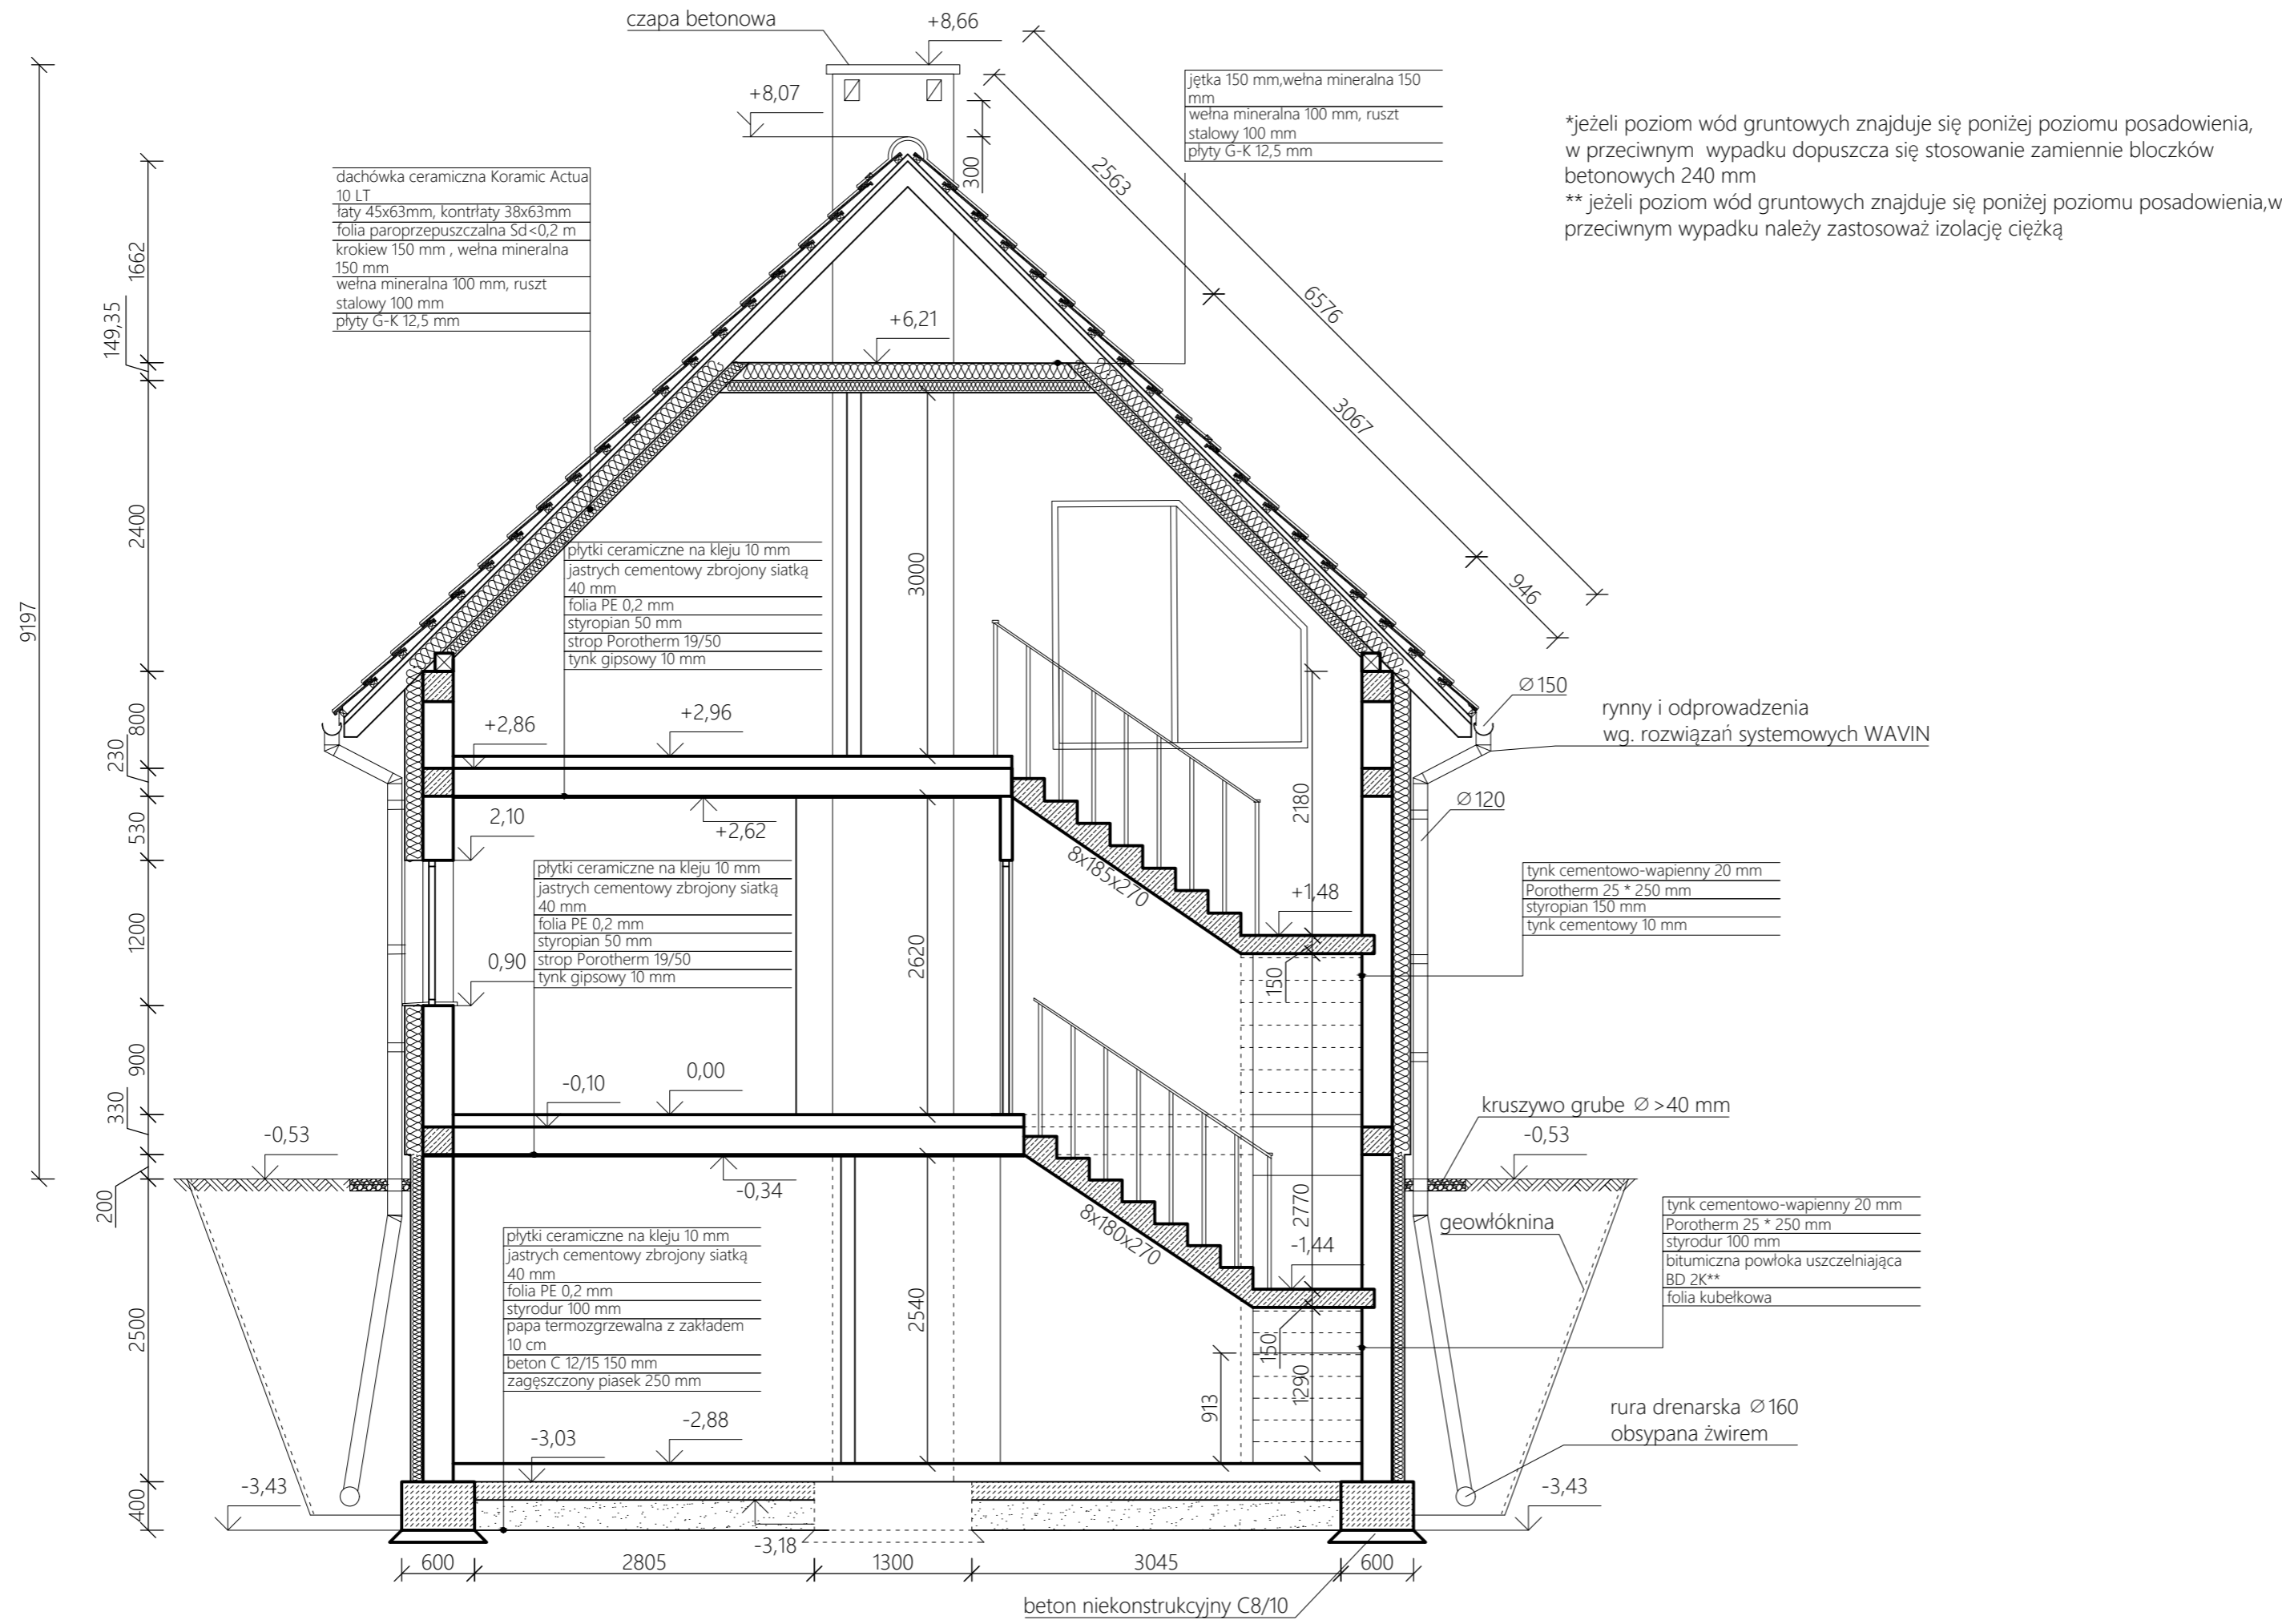 czapa betonowa
+8,66
+8,07
jętka 150 mm,wełna mineralna 150
mm
wełna mineralna 100 mm, ruszt
stalowy 100 mm
płyty G-K 12,5 mm
*jeżeli poziom wód gruntowych znajduje się poniżej poziomu posadowienia,
w przeciwnym wypadku dopuszcza się stosowanie zamiennie bloczków
betonowych 240 mm
** jeżeli poziom wód gruntowych znajduje się poniżej poziomu posadowienia,w
przeciwnym wypadku należy zastosoważ izolację ciężką
dachówka ceramiczna Koramic Actua
10 LT
łaty 45x63mm, kontrłaty 38x63mm
folia paroprzepuszczalna Sd<0,2 m
krokiew 150 mm , wełna mineralna
150 mm
wełna mineralna 100 mm, ruszt
stalowy 100 mm
płyty G-K 12,5 mm
300
2563
6576
3067
946
1662
149,35
2400
9197
800
230
530
1200
900
330
200
2500
400
+6,21
3000
płytki ceramiczne na kleju 10 mm
jastrych cementowy zbrojony siatką
40 mm
folia PE 0,2 mm
styropian 50 mm
strop Porotherm 19/50
tynk gipsowy 10 mm
+2,86
+2,96
+2,62
2,10
0,90
Ø150
rynny i odprowadzenia
wg. rozwiązań systemowych WAVIN
Ø120
2180
8x185x270
+1,48
150
płytki ceramiczne na kleju 10 mm
jastrych cementowy zbrojony siatką
40 mm
folia PE 0,2 mm
styropian 50 mm
strop Porotherm 19/50
tynk gipsowy 10 mm
2620
tynk cementowo-wapienny 20 mm
Porotherm 25 * 250 mm
styropian 150 mm
tynk cementowy 10 mm
-0,10
0,00
-0,53
-0,34
kruszywo grube Ø >40 mm
-0,53
geowłóknina
tynk cementowo-wapienny 20 mm
Porotherm 25 * 250 mm
styrodur 100 mm
bitumiczna powłoka uszczelniająca
BD 2K**
folia kubełkowa
8x180x270
2770
-1,44
150
1290
913
płytki ceramiczne na kleju 10 mm
jastrych cementowy zbrojony siatką
40 mm
folia PE 0,2 mm
styrodur 100 mm
papa termozgrzewalna z zakładem
10 cm
beton C 12/15 150 mm
zagęszczony piasek 250 mm
2540
-2,88
-3,03
-3,43
rura drenarska Ø160
obsypana żwirem
-3,43
-3,18
600
2805
1300
3045
600
beton niekonstrukcyjny C8/10